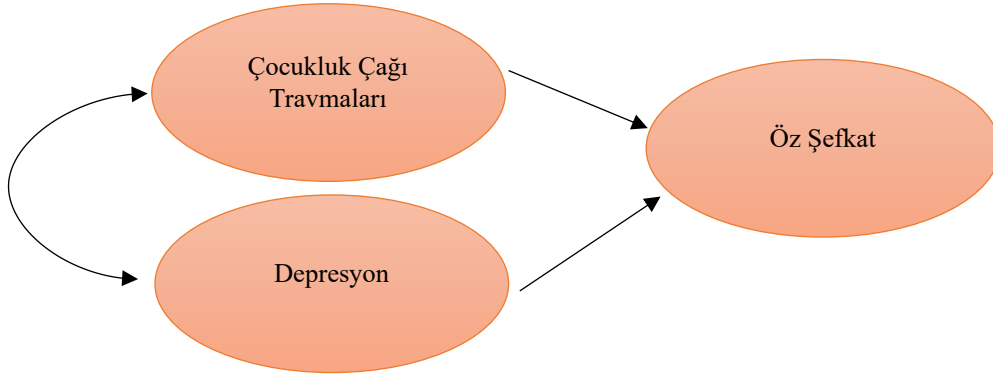 Çocukluk Çağı
Travmaları
Öz Şefkat
Depresyon